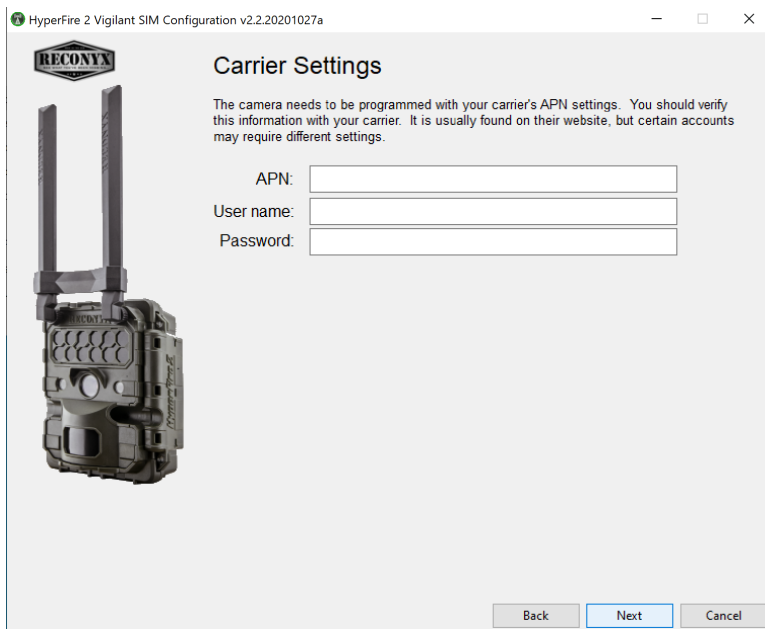 HyperFire 2 Vigilant SIM Configuration v2.2.20201027a
RECONYX
Carrier Settings
The camera needs to be programmed with your carrier's APN settings.  You should verify
this information with your carrier.  It is usually found on their website, but certain accounts
may require different settings.
APN:
User name:
Password:
RECONYX
Back
Next
Cancel